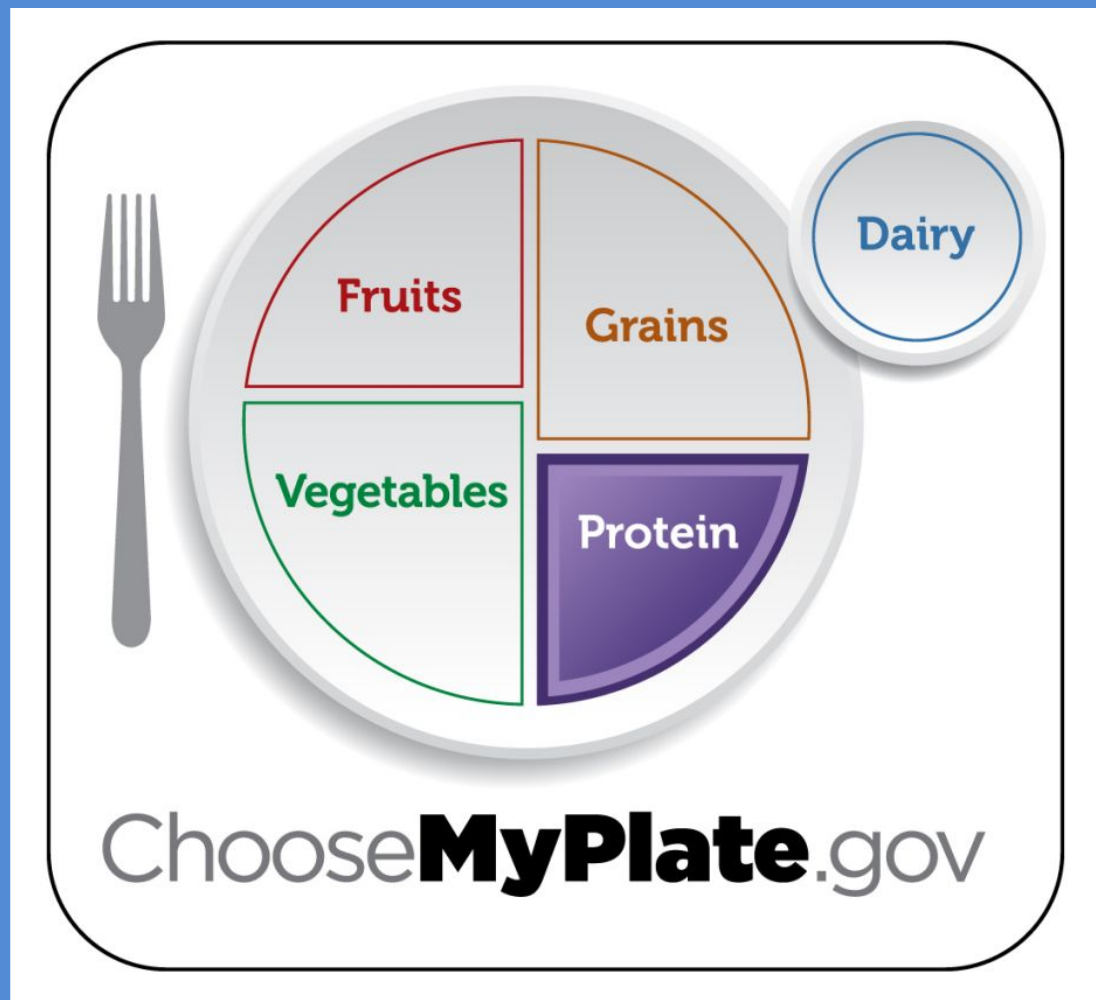 Fruits
Grains
Dairy
Vegetables
Protein
ChooseMyPlate.gov